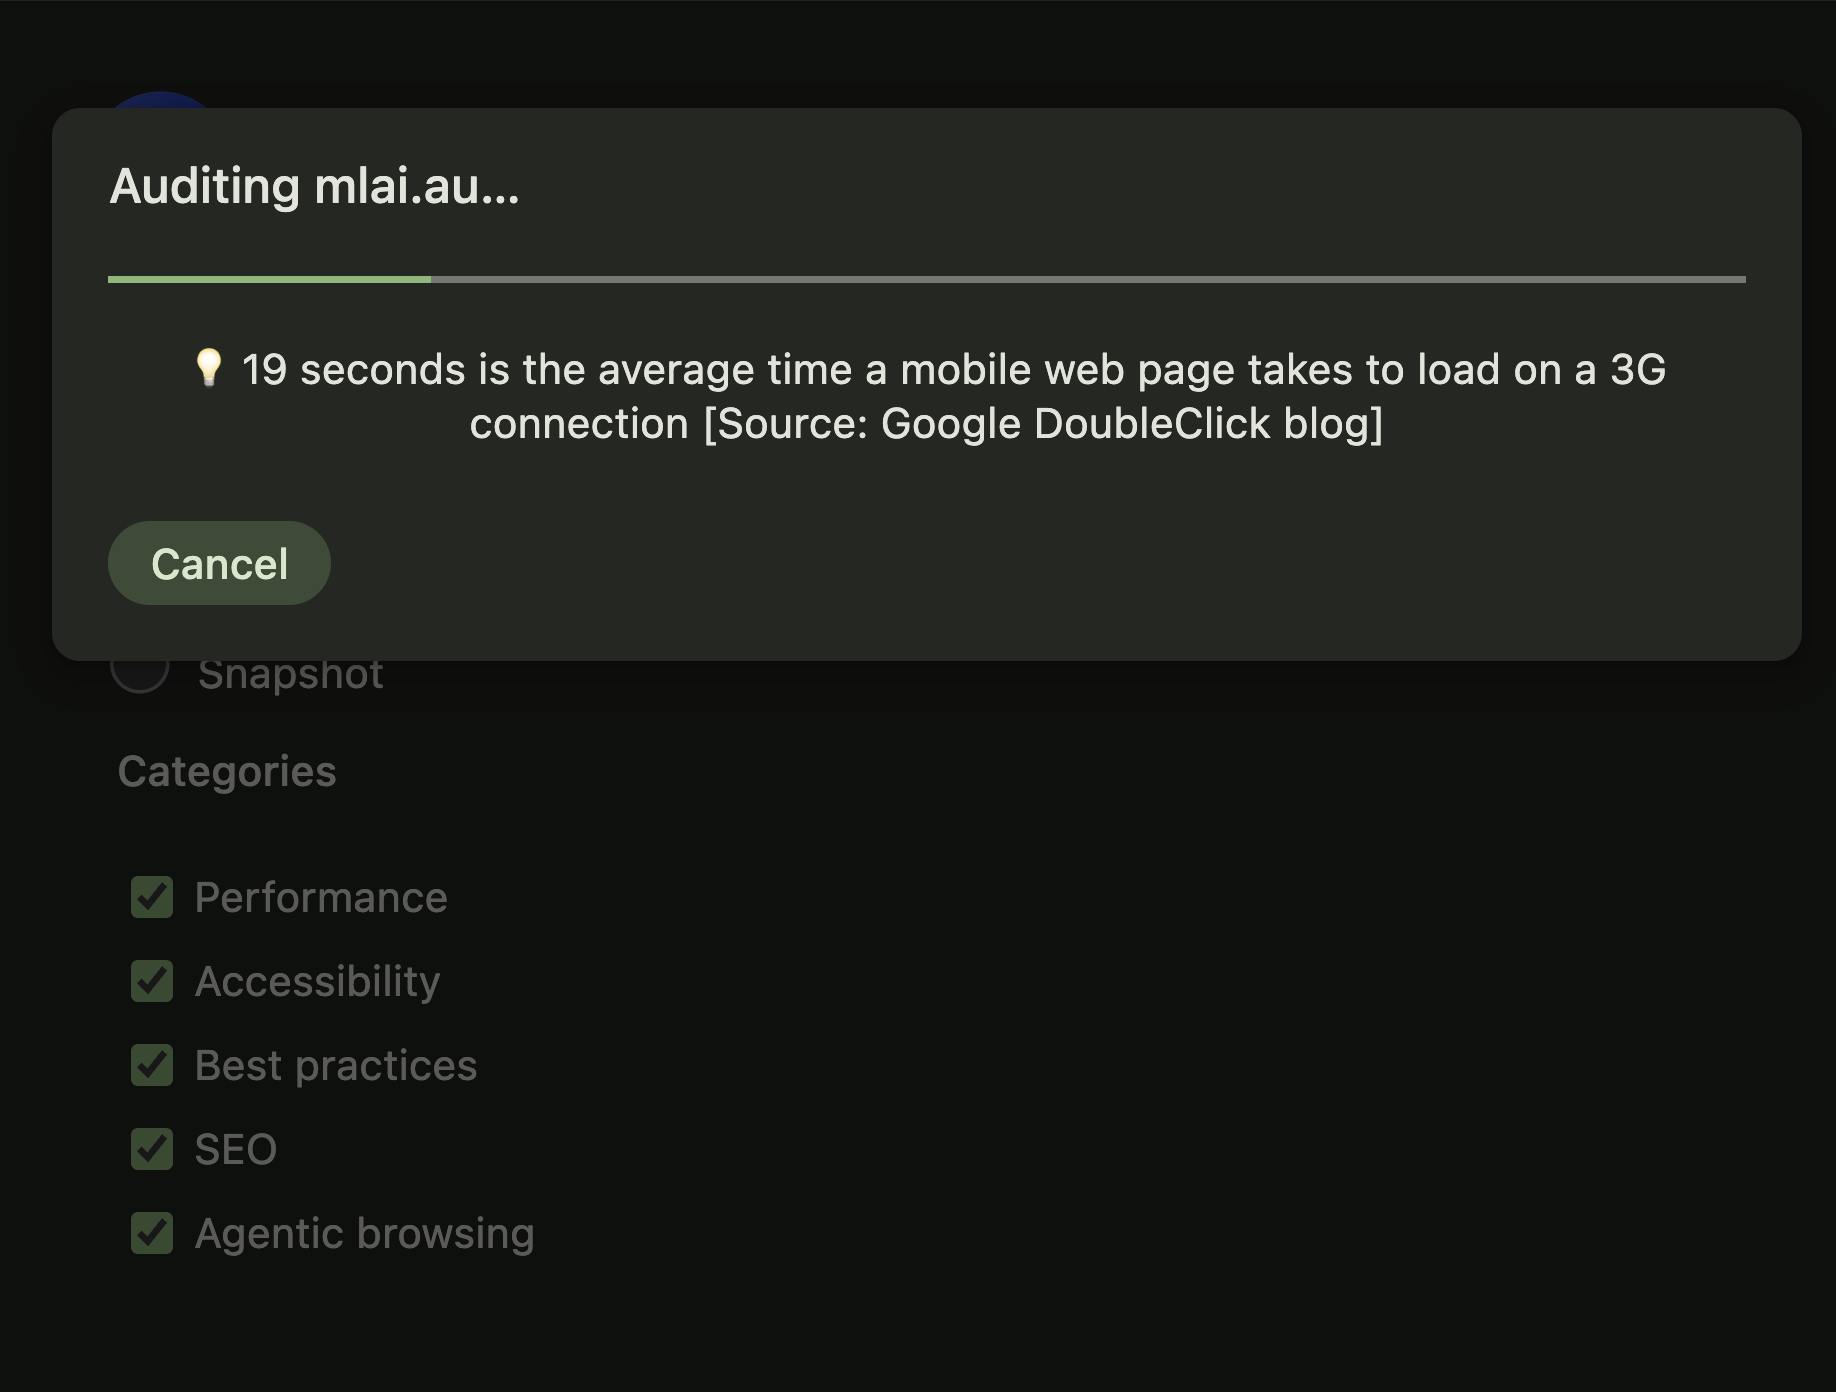 Auditing mlai.au...
💡 19 seconds is the average time a mobile web page takes to load on a 3G
connection [Source: Google DoubleClick blog]
Cancel
Snapshot
Categories
Performance
Accessibility
Best practices
SEO
Agentic browsing